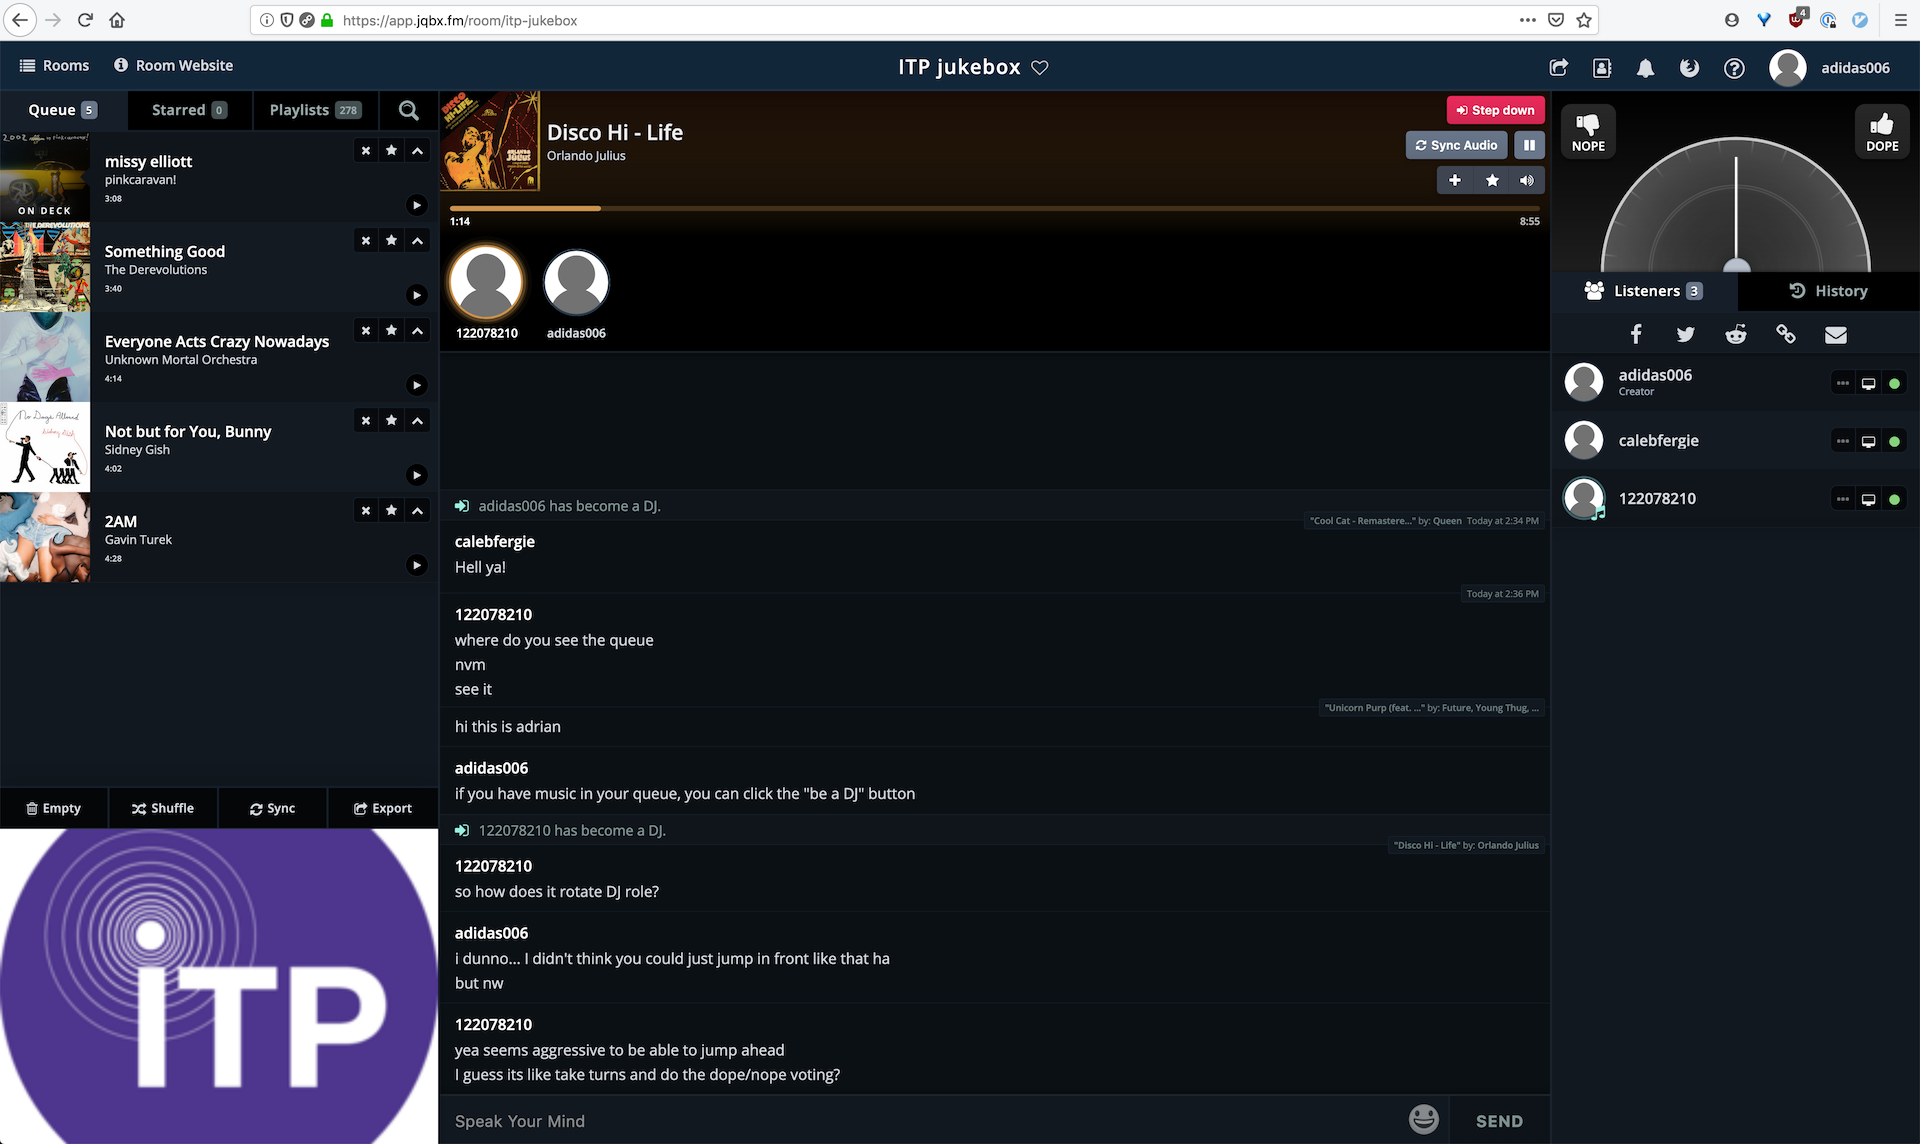 https://app.jqbx.fm/room/itp-jukebox
4
Rooms
Room Website
ITP jukebox
adidas006
Queue 5
Starred 0
Playlists 278
ON DECK
missy elliott
pinkcaravan!
3:08
Something Good
The Derevolutions
3:40
Everyone Acts Crazy Nowadays
Unknown Mortal Orchestra
4:14
Not but for You, Bunny
Sidney Gish
4:02
2AM
Gavin Turek
4:28
Empty
Shuffle
Sync
Export
ITP
Disco Hi - Life
Orlando Julius
Step down
Sync Audio
1:14
8:55
122078210
adidas006
adidas006 has become a DJ.
"Cool Cat - Remastere..." by: Queen Today at 2:34 PM
calebfergie
Hell ya!
Today at 2:36 PM
122078210
where do you see the queue
nvm
see it
"Unicorn Purp (feat. ..." by: Future, Young Thug, ...
hi this is adrian
adidas006
if you have music in your queue, you can click the "be a DJ" button
122078210 has become a DJ.
"Disco Hi - Life" by: Orlando Julius
122078210
so how does it rotate DJ role?
adidas006
i dunno... I didn't think you could just jump in front like that ha
but nw
122078210
yea seems aggressive to be able to jump ahead
I guess its like take turns and do the dope/nope voting?
Speak Your Mind
SEND
NOPE
DOPE
Listeners 3
History
adidas006
Creator
calebfergie
122078210